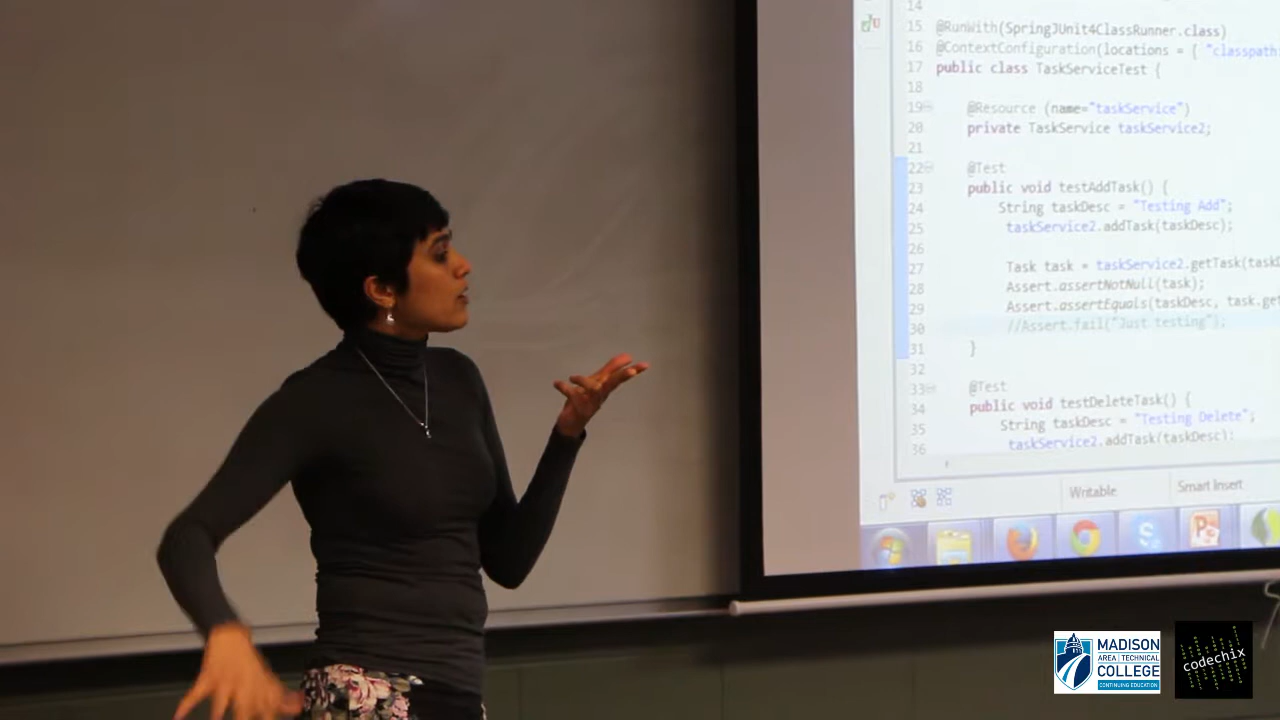 14
15 @RunWith(SpringJUnit4ClassRunner.class)
16 @ContextConfiguration(locations = { "classpath:
17 public class TaskServiceTest {
18
19 @Resource (name="taskService")
20 private TaskService taskService2;
21
22 @Test
23 public void testAddTask() {
24 String taskDesc = "Testing Add";
25 taskService2.addTask(taskDesc);
26
27 Task task = taskService2.getTask(taskD
28 Assert.assertNotNull(task);
29 Assert.assertEquals(taskDesc, task.get
30 //Assert.fail("Just testing");
31 }
32
33 @Test
34 public void testDeleteTask() {
35 String taskDesc = "Testing Delete";
36 taskService2.addTask(taskDesc);
Writable
Smart Insert
MADISON
AREA | TECHNICAL
COLLEGE
CONTINUING EDUCATION
codechix